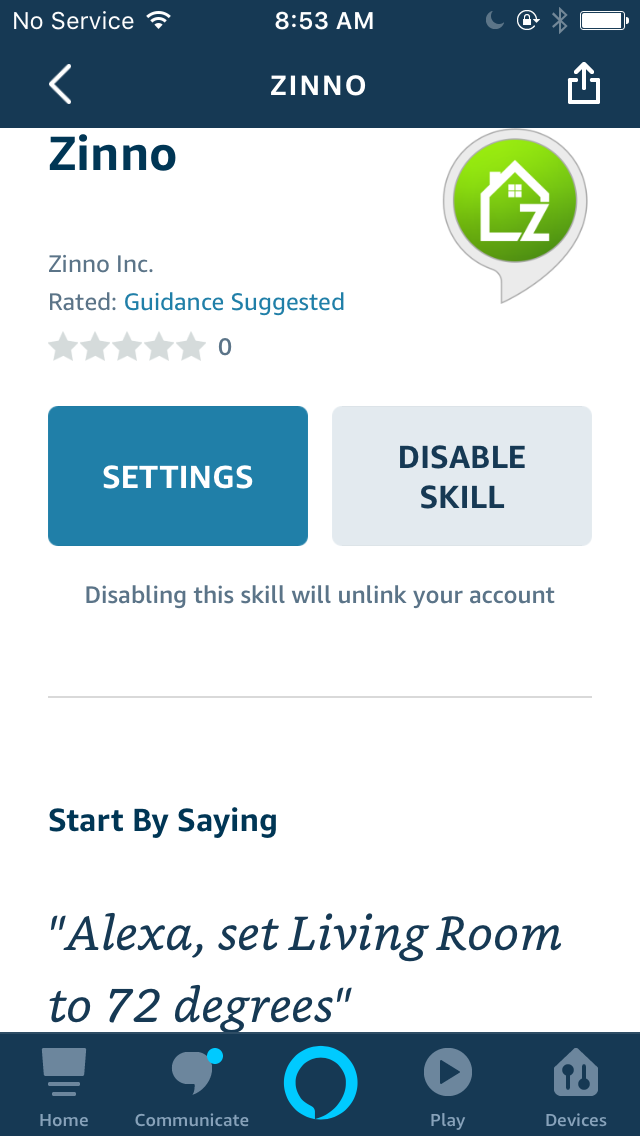 No Service 8:53 AM
ZINNO
Zinno
Z
Zinno Inc.
Rated: Guidance Suggested
0
SETTINGS
DISABLE
SKILL
Disabling this skill will unlink your account
Start By Saying
"Alexa, set Living Room
to 72 degrees"
Home Communicate Play Devices